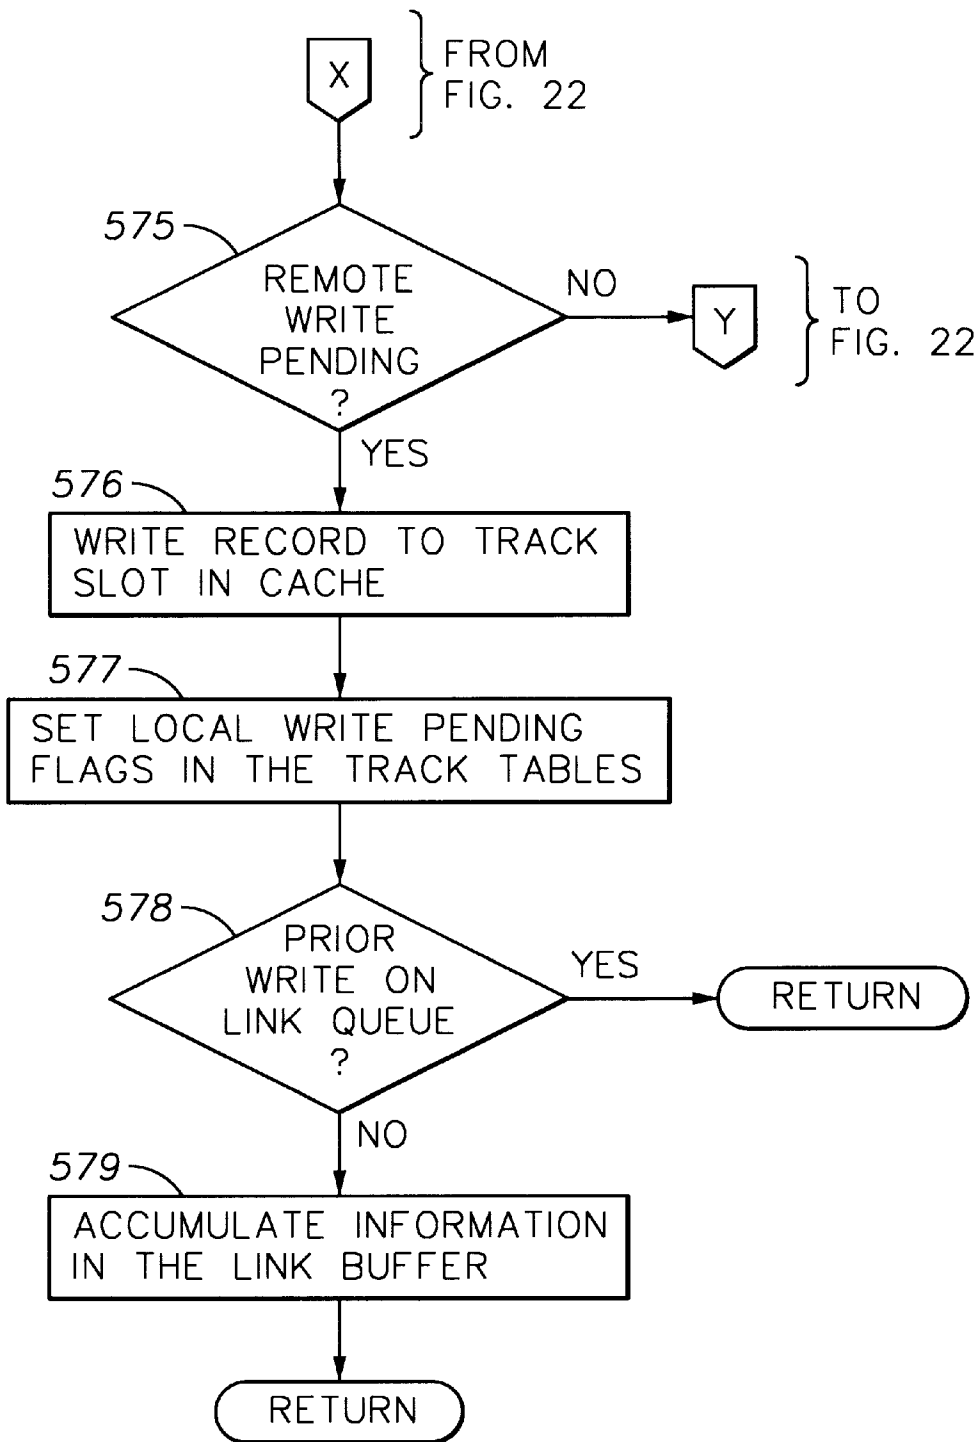 X
FROM
FIG. 22
575
REMOTE
WRITE
PENDING
?
NO
Y
TO
FIG. 22
YES
576
WRITE RECORD TO TRACK
SLOT IN CACHE
577
SET LOCAL WRITE PENDING
FLAGS IN THE TRACK TABLES
578
PRIOR
WRITE ON
LINK QUEUE
?
YES
RETURN
NO
579
ACCUMULATE INFORMATION
IN THE LINK BUFFER
RETURN